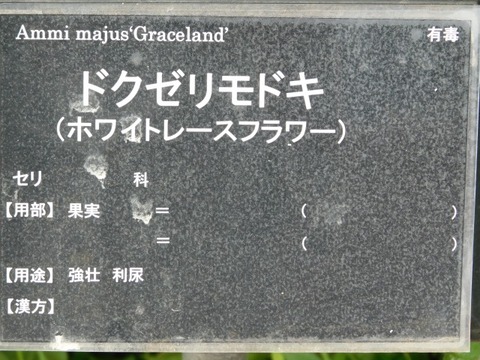 Ammi majus‘Graceland’ 有毒
ドクゼリモドキ
（ホワイトレースフラワー）
セリ 科
【用部】 果実 ＝ （ ）
＝ （ ）
【用途】 強壮 利尿
【漢方】